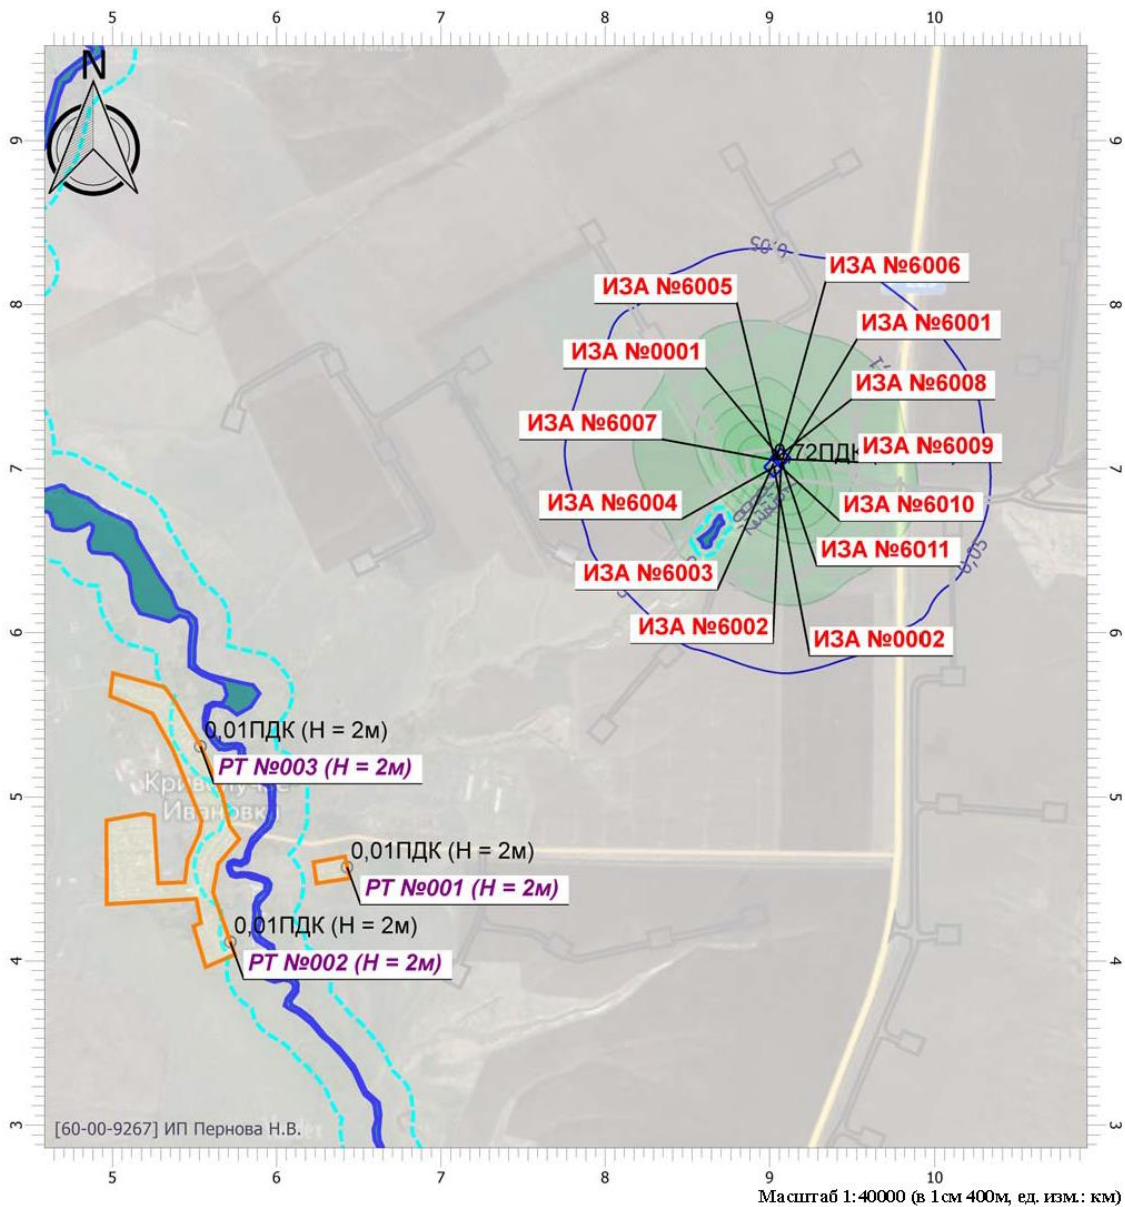 5 6 7 8 9 10
N
9 9
0,05
ИЗА №6006
8 ИЗА №6005 8
ИЗА №6001
ИЗА №0001
ИЗА №6008
ИЗА №6007
ИЗА №6009
7 0,72ПДК 7
ИЗА №6004
ИЗА №6010
ИЗА №6011
0,05
ИЗА №6003
ИЗА №6002
6 ИЗА №0002 6
0,01ПДК (H = 2м)
РТ №003 (H = 2м)
5 5
0,01ПДК (H = 2м)
РТ №001 (H = 2м)
0,01ПДК (H = 2м)
РТ №002 (H = 2м)
4 4
3 3
[60-00-9267] ИП Пернова Н.В.
5 6 7 8 9 10
Масштаб 1:40000 (в 1см 400м, ед. изм.: км)